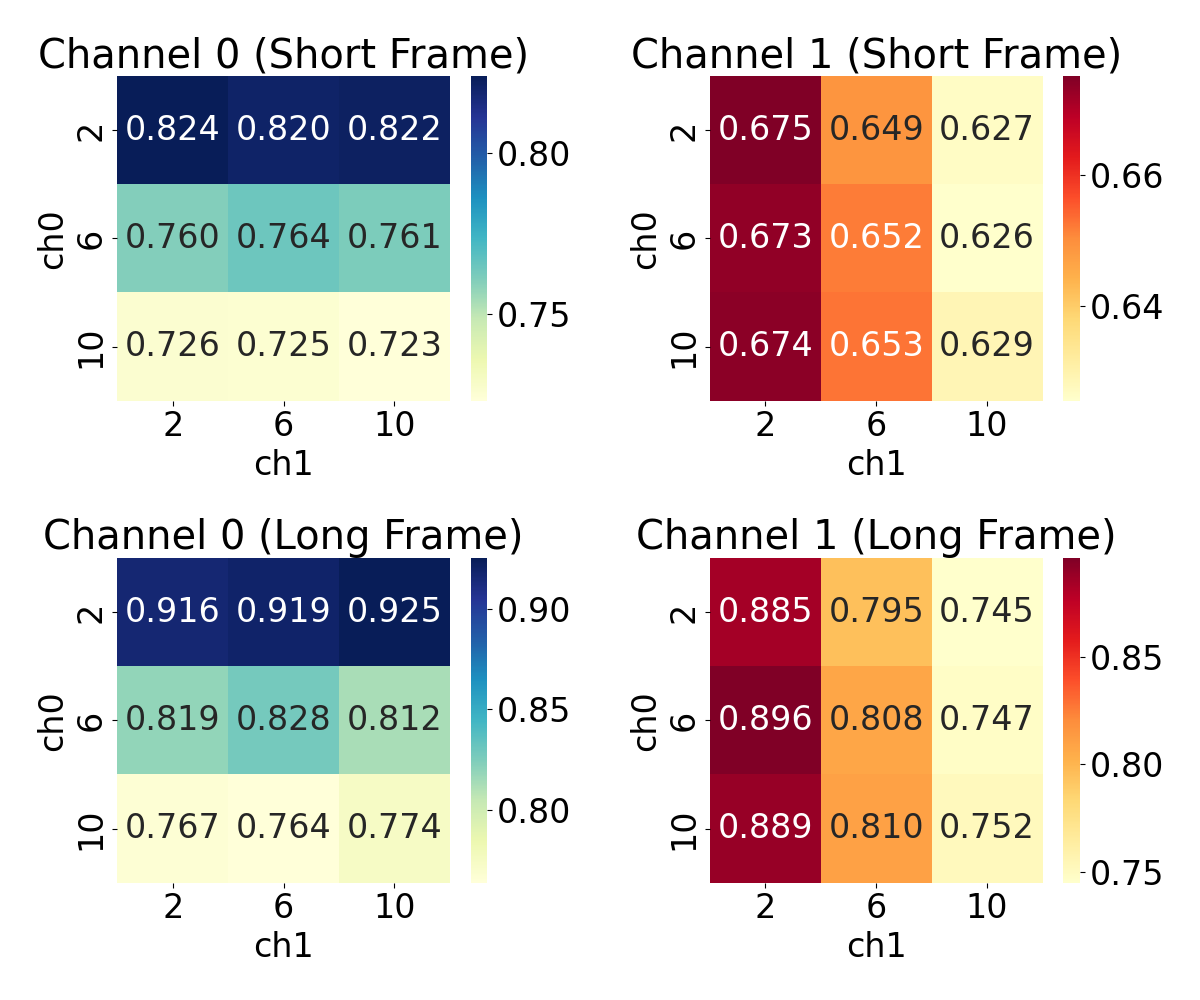 Channel 0 (Short Frame)
2
0.824 0.820 0.822
0.80
ch0
6
0.760 0.764 0.761
0.75
10
0.726 0.725 0.723
2 6 10
ch1
Channel 1 (Short Frame)
2
0.675 0.649 0.627
0.66
ch0
6
0.673 0.652 0.626
0.64
10
0.674 0.653 0.629
2 6 10
ch1
Channel 0 (Long Frame)
2
0.916 0.919 0.925
0.90
ch0
6
0.819 0.828 0.812
0.85
10
0.767 0.764 0.774
0.80
2 6 10
ch1
Channel 1 (Long Frame)
2
0.885 0.795 0.745
0.85
ch0
6
0.896 0.808 0.747
0.80
10
0.889 0.810 0.752
0.75
2 6 10
ch1